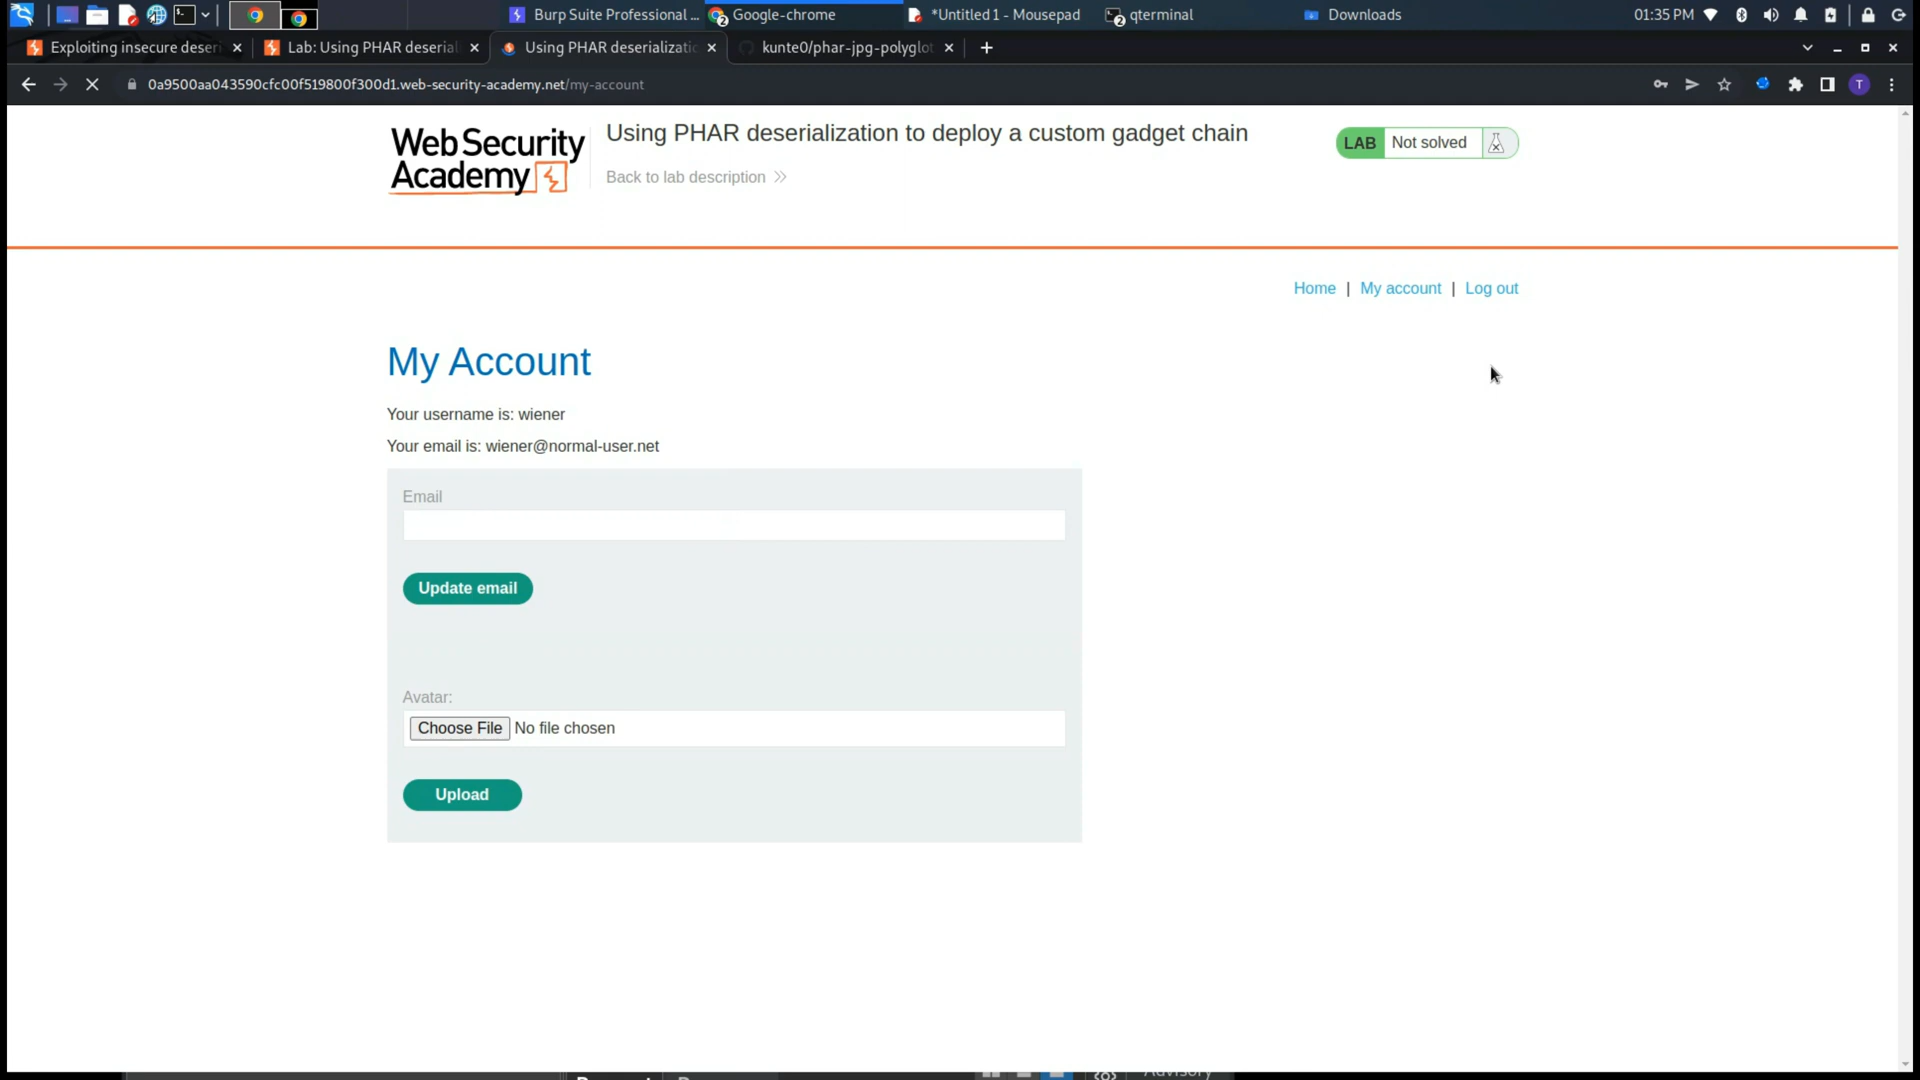 Burp Suite Professional ...
Google-chrome
*Untitled 1 - Mousepad
qterminal
Downloads
01:35 PM
Exploiting insecure deseri
Lab: Using PHAR deserial
Using PHAR deserializatio
kunte0/phar-jpg-polyglot
0a9500aa043590cfc00f519800f300d1.web-security-academy.net/my-account
T
Web Security
Academy
Using PHAR deserialization to deploy a custom gadget chain
Back to lab description
LAB Not solved
Home | My account | Log out
My Account
Your username is: wiener
Your email is: wiener@normal-user.net
Email
Update email
Avatar:
Choose File No file chosen
Upload
Advisory